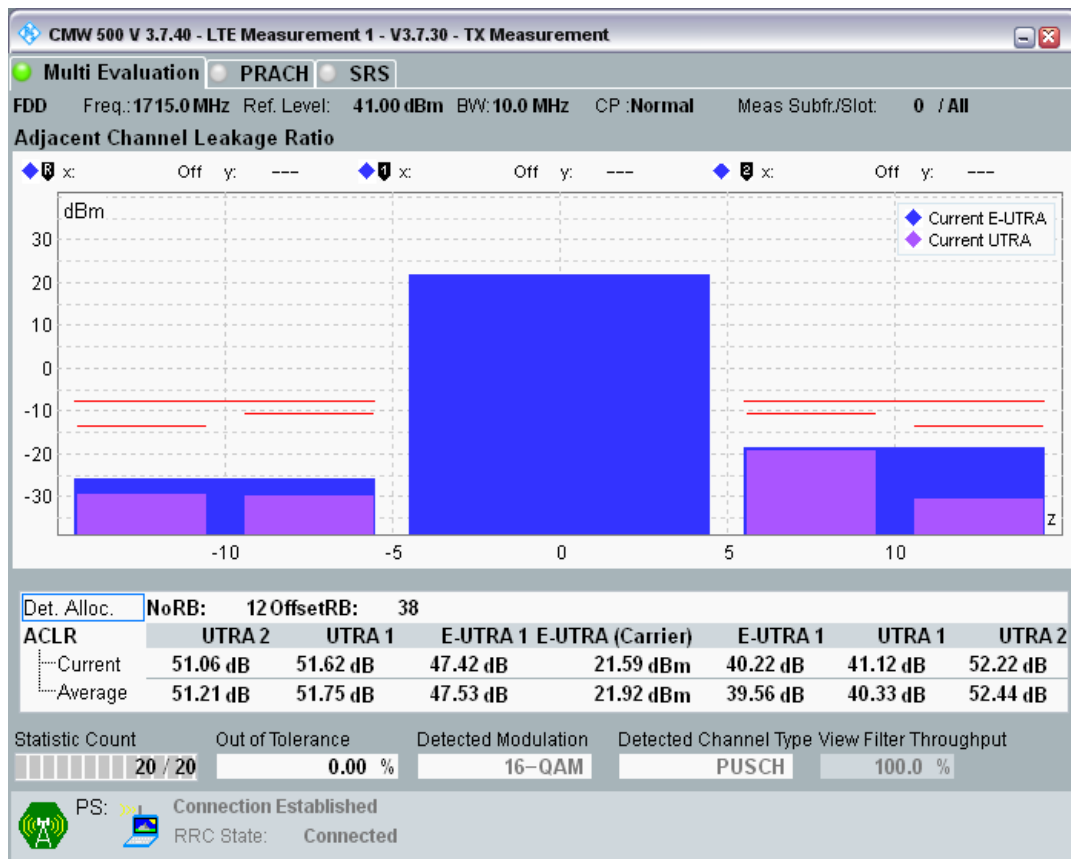 CMW 500 V 3.7.40 - LTE Measurement 1 - V3.7.30 - TX Measurement
Multi Evaluation PRACH SRS
FDD Freq.:1715.0 MHz Ref. Level: 41.00 dBm BW:10.0 MHz CP :Normal Meas Subfr./Slot: 0 / All
Adjacent Channel Leakage Ratio
R x: Off y: --- 1 x: Off y: --- 2 x: Off y: ---
dBm
Current E-UTRA
Current UTRA
30
20
10
0
-10
-20
-30
z
-10 -5 0 5 10
Det. Alloc. NoRB: 12 OffsetRB: 38
ACLR UTRA 2 UTRA 1 E-UTRA 1 E-UTRA (Carrier) E-UTRA 1 UTRA 1 UTRA 2
Current 51.06 dB 51.62 dB 47.42 dB 21.59 dBm 40.22 dB 41.12 dB 52.22 dB
Average 51.21 dB 51.75 dB 47.53 dB 21.92 dBm 39.56 dB 40.33 dB 52.44 dB
Statistic Count Out of Tolerance Detected Modulation Detected Channel Type View Filter Throughput
20 / 20 0.00 % 16-QAM PUSCH 100.0 %
PS: Connection Established
RRC State: Connected